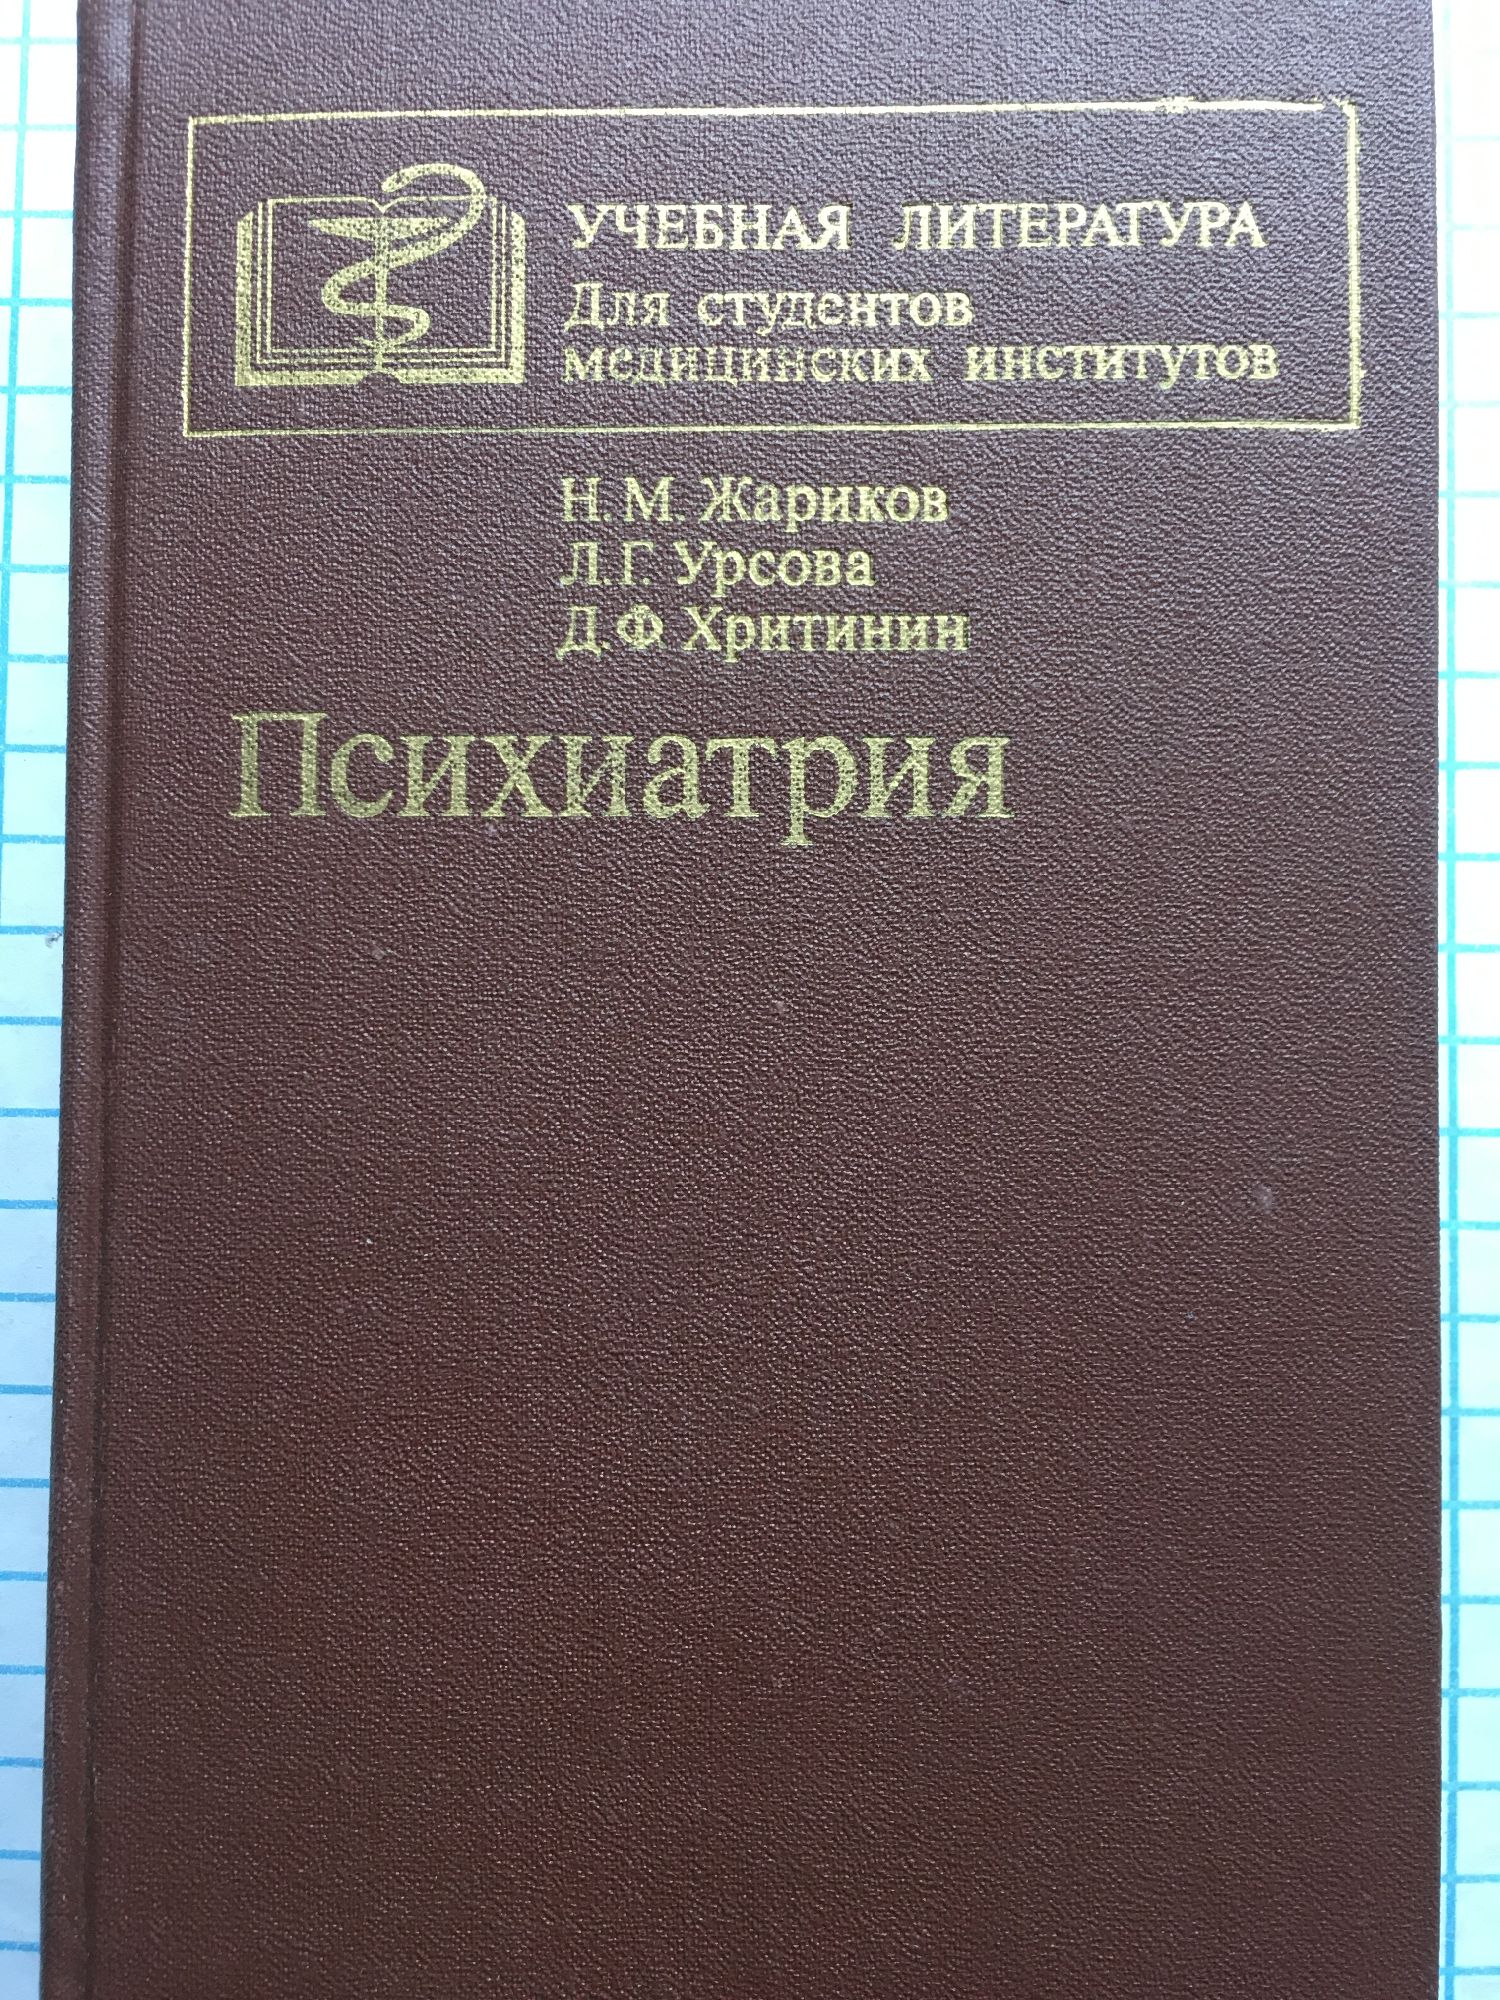 УЧЕБНАЯ ЛИТЕРАТУРА
Для студентов
медицинских институтов
Н. М. Жариков
Л. Г. Урсова
Д. Ф. Хритинин
Психиатрия